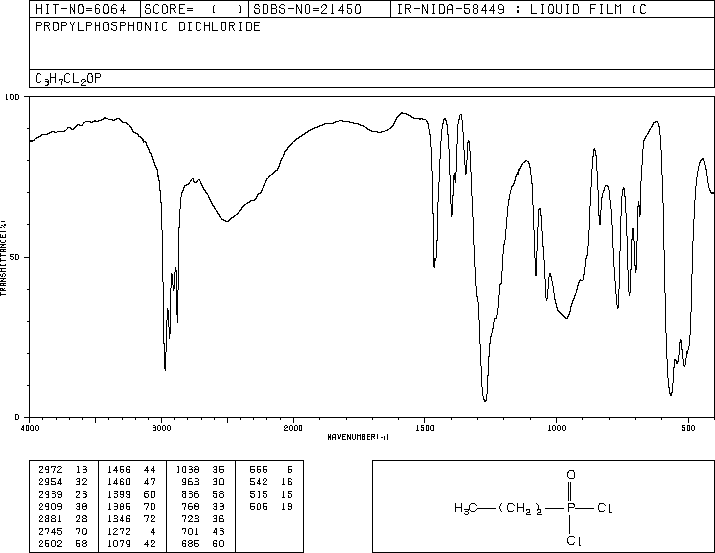 HIT-NO=6064 SCORE= ( ) SDBS-NO=21450 IR-NIDA-58449 : LIQUID FILM (C
PROPYLPHOSPHONIC DICHLORIDE
C3H7CL2OP
100
50
0
TRANSMITTANCE(%)
4000 3000 2000 1500 1000 500
WAVENUMBER(-1)
2972 13 1466 44 1038 35 566 6
2954 32 1460 47 963 30 542 16
2939 23 1399 60 836 58 515 15
2909 38 1386 70 768 33 506 19
2881 28 1346 72 723 36
2745 70 1272 4 701 43
2502 58 1079 42 685 60
O
H3C (CH2)2 P Cl
Cl